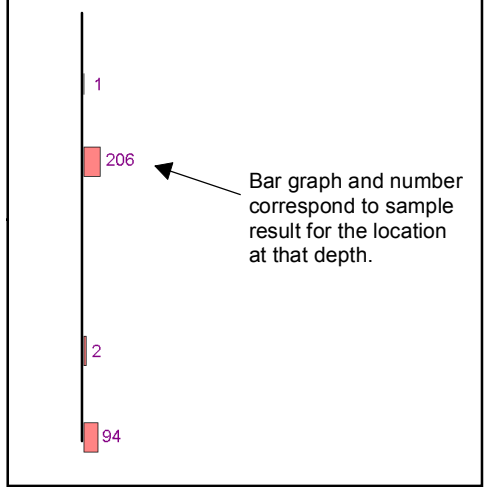 1
206
Bar graph and number
correspond to sample
result for the location
at that depth.
2
94